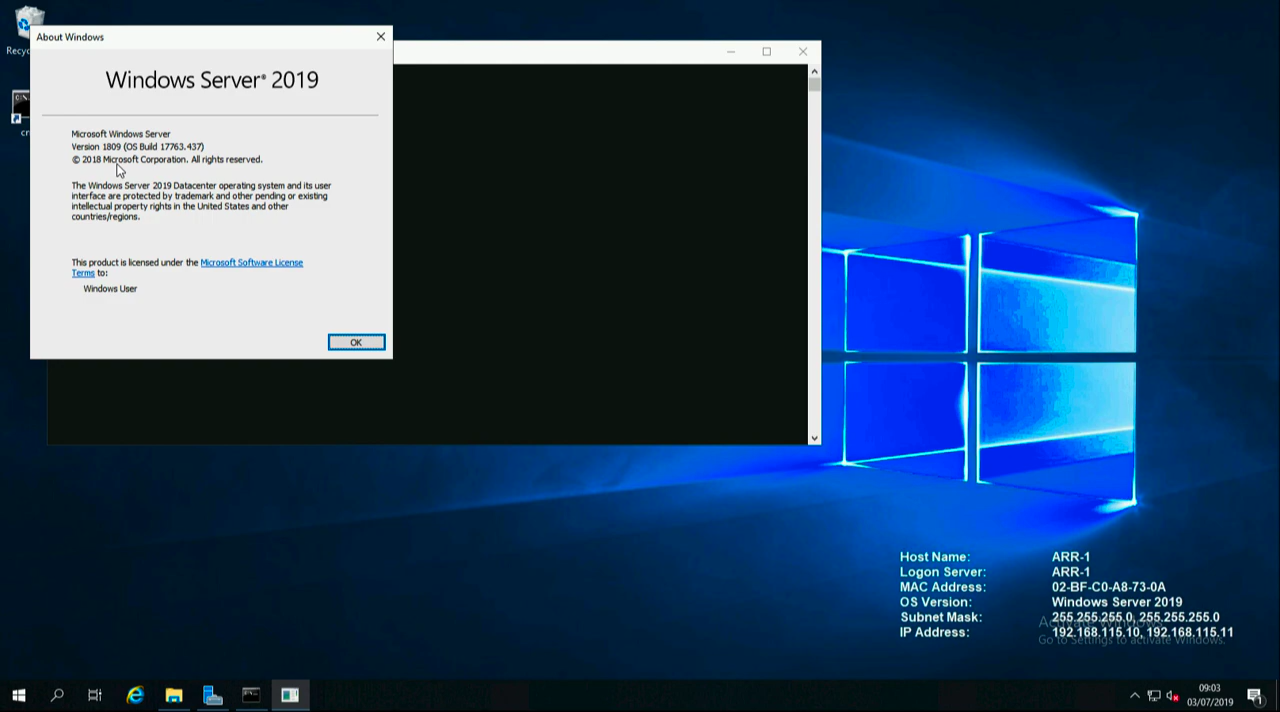 Recyc
About Windows
Windows Server® 2019
Microsoft Windows Server
Version 1809 (OS Build 17763.437)
© 2018 Microsoft Corporation. All rights reserved.
The Windows Server 2019 Datacenter operating system and its user
interface are protected by trademark and other pending or existing
intellectual property rights in the United States and other
countries/regions.
This product is licensed under the Microsoft Software License
Terms to:
Windows User
OK
Host Name: ARR-1
Logon Server: ARR-1
MAC Address: 02-BF-C0-A8-73-0A
OS Version: Windows Server 2019
Subnet Mask: 255.255.255.0, 255.255.255.0
IP Address: 192.168.115.10, 192.168.115.11
Activate Windows
Go to Settings to activate Windows.
09:03
03/07/2019
1